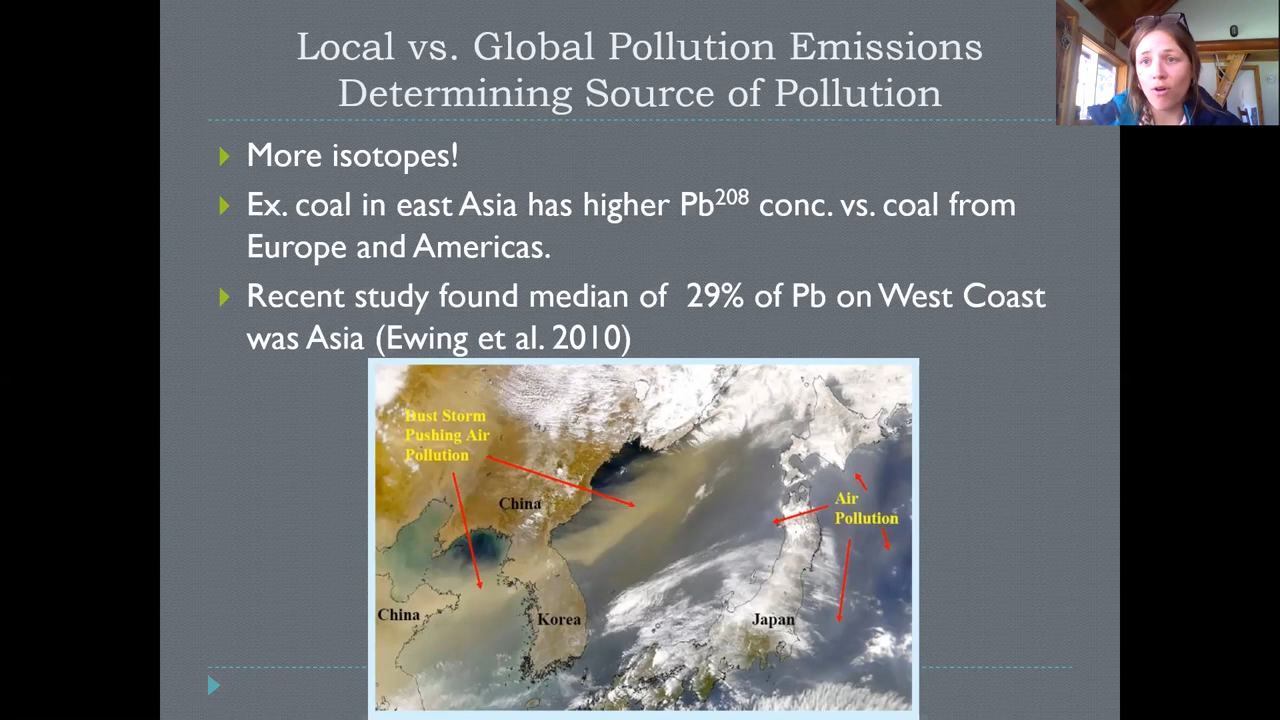 Local vs. Global Pollution Emissions
Determining Source of Pollution
More isotopes!
Ex. coal in east Asia has higher Pb²⁰⁸ conc. vs. coal from
Europe and Americas.
Recent study found median of 29% of Pb on West Coast
was Asia (Ewing et al. 2010)
Dust Storm
Pushing Air
Pollution
China
Air
Pollution
China
Korea
Japan